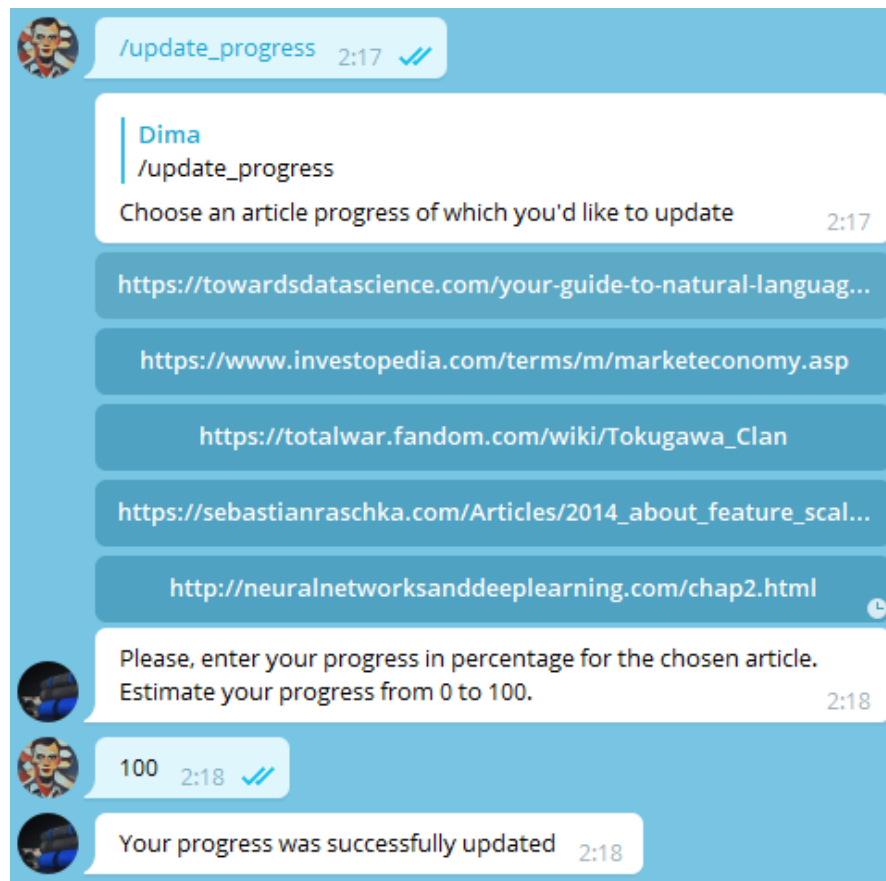 /update_progress 2:17
Dima
/update_progress
Choose an article progress of which you'd like to update 2:17
https://towardsdatascience.com/your-guide-to-natural-languag...
https://www.investopedia.com/terms/m/marketeconomy.asp
https://totalwar.fandom.com/wiki/Tokugawa_Clan
https://sebastianraschka.com/Articles/2014_about_feature_scal...
http://neuralnetworksanddeeplearning.com/chap2.html
Please, enter your progress in percentage for the chosen article.
Estimate your progress from 0 to 100. 2:18
100 2:18
Your progress was successfully updated 2:18